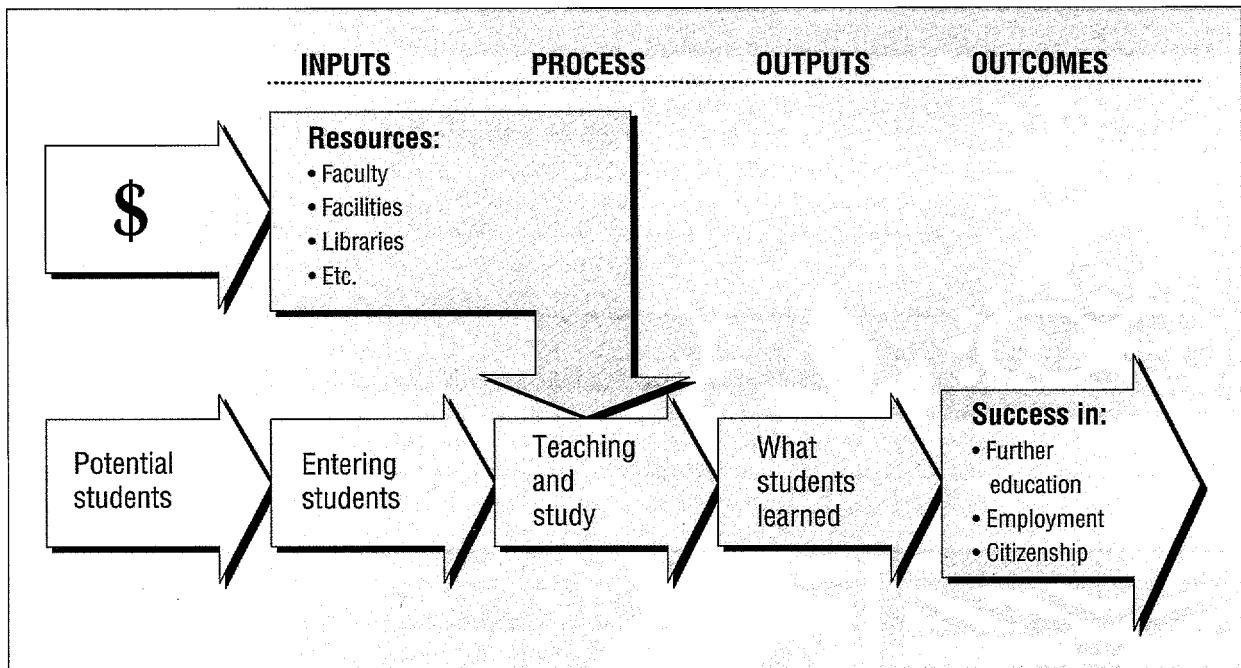 INPUTS PROCESS OUTPUTS OUTCOMES
$
Resources:
• Faculty
• Facilities
• Libraries
• Etc.
Potential
students
Entering
students
Teaching
and
study
What
students
learned
Success in:
• Further
education
• Employment
• Citizenship